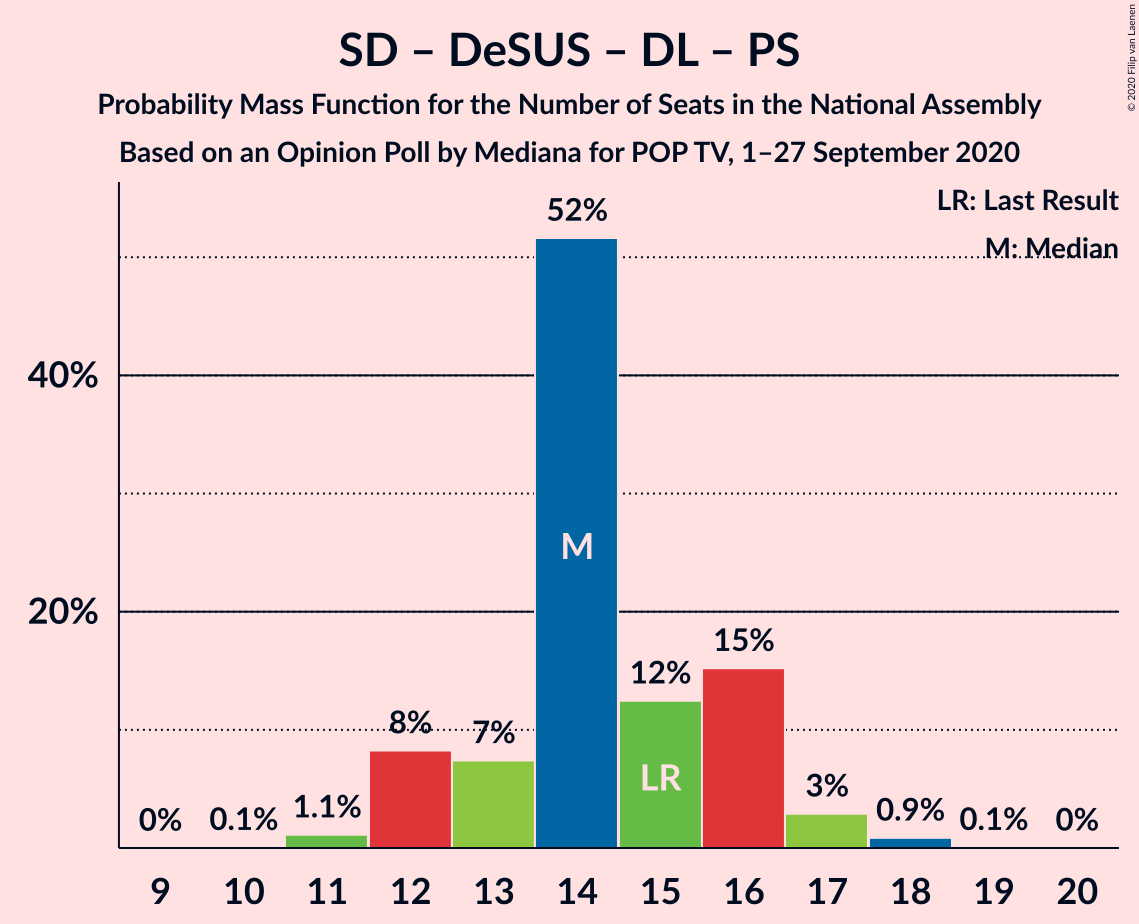 SD – DeSUS – DL – PS
Probability Mass Function for the Number of Seats in the National Assembly
Based on an Opinion Poll by Mediana for POP TV, 1–27 September 2020
© 2020 Filip van Laenen
LR: Last Result
M: Median
52%
40%
M
20%
15%
12%
8%
7%
LR
3%
1.1%
0.9%
0%
0.1%
0.1%
0%
9 10 11 12 13 14 15 16 17 18 19 20